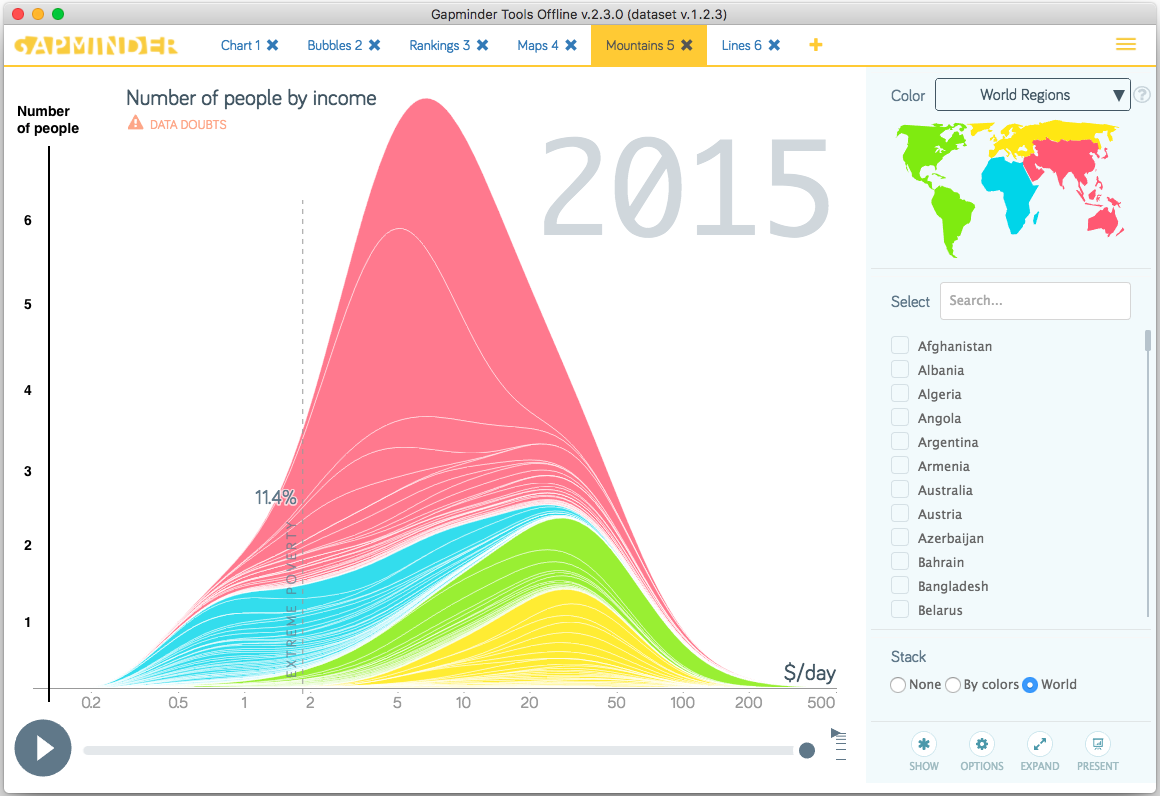 Gapminder Tools Offline v.2.3.0 (dataset v.1.2.3)
GAPMINDER
Chart 1 ✖ Bubbles 2 ✖ Rankings 3 ✖ Maps 4 ✖ Mountains 5 ✖ Lines 6 ✖ +
Number of people by income
DATA DOUBTS
2015
Number
of people
6
5
4
3
2
1
11.4%
EXTREME POVERTY
$/day
0.2 0.5 1 2 5 10 20 50 100 200 500
Color World Regions ▼ ?
Select Search...
Afghanistan
Albania
Algeria
Angola
Argentina
Armenia
Australia
Austria
Azerbaijan
Bahrain
Bangladesh
Belarus
Stack
None By colors World
SHOW OPTIONS EXPAND PRESENT